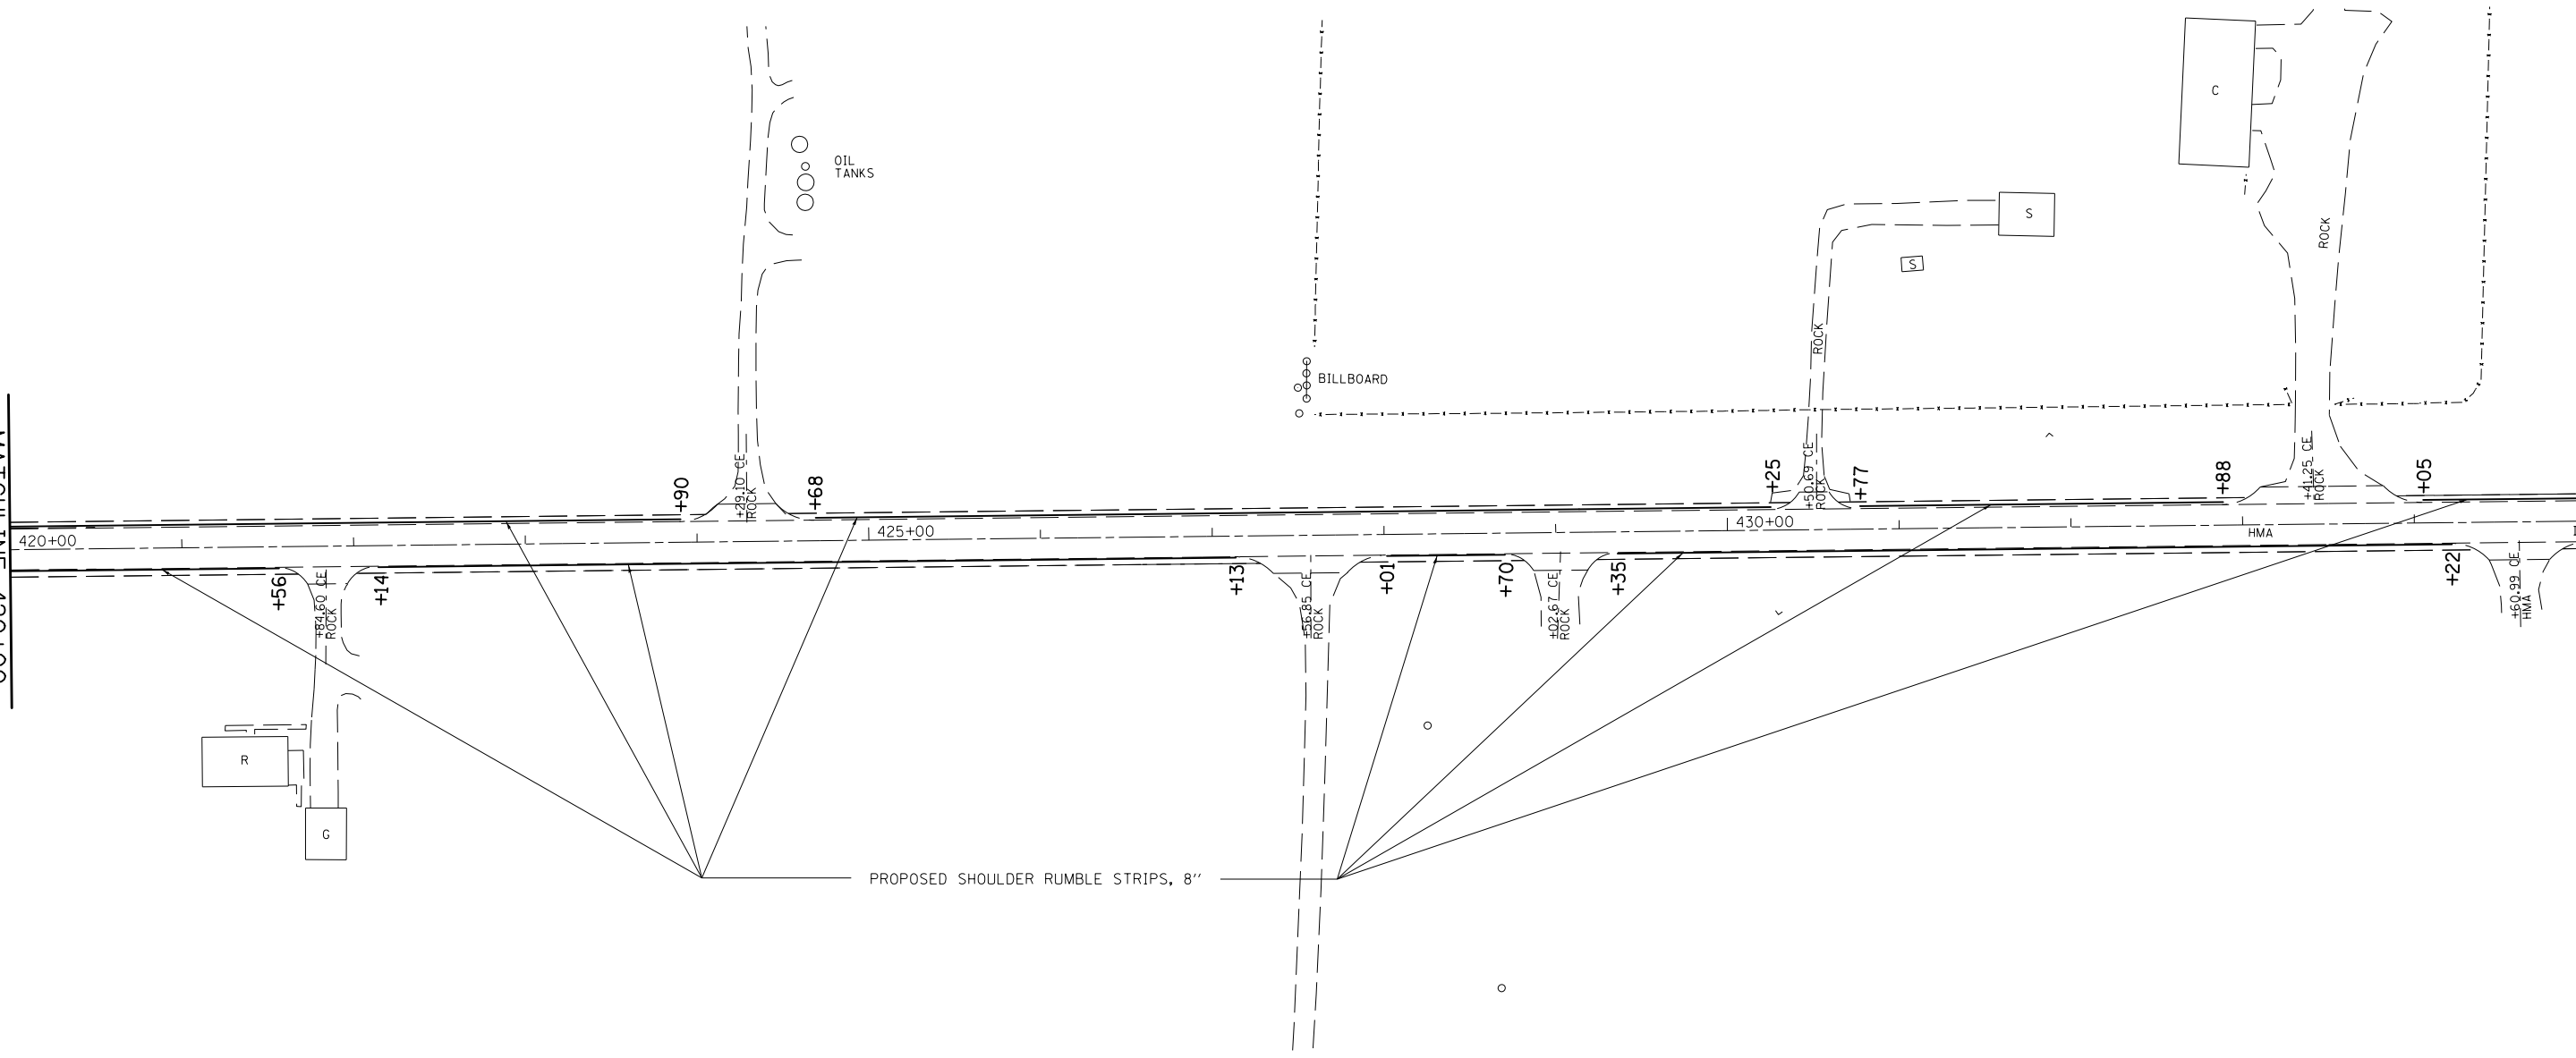 C
OIL
TANKS
S
S
ROCK
ROCK
BILLBOARD
+90
+29.10 CE
ROCK
+68
+25
+50.69 CE
ROCK
+77
+88
+41.25 CE
ROCK
+05
420+00
425+00
430+00
HMA
+56
+84.60 CE
ROCK
+14
+13
+56.85 CE
ROCK
+01
+70
+02.67 CE
ROCK
+35
+22
+60.99 CE
HMA
R
G
PROPOSED SHOULDER RUMBLE STRIPS, 8''